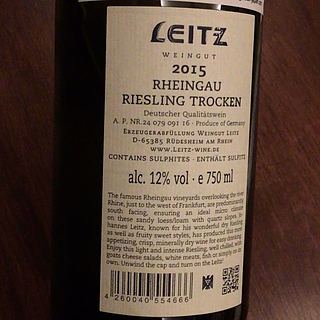 LEITZ
WEINGUT
2015
RHEINGAU
RIESLING TROCKEN
Deutscher Qualitätswein
A. P. NR.24 079 091 16 · Produce of Germany
Erzeugerabfüllung Weingut Leitz
D-65385 Rüdesheim am Rhein
www.Leitz-wine.de
CONTAINS SULPHITES · ENTHÄLT SULFITE
alc. 12% vol · e 750 ml
The famous Rheingau vineyards overlooking the river
Rhine, just to the west of Frankfurt, are predominantly
south facing, ensuring an ideal micro climate
on these sandy loess/loam with quartz slopes. Jo-
hannes Leitz, known for his wonderful dry Riesling
as well as fruity sweet styles, has produced this more
appetizing, crisp, minerally dry wine for easy drinking.
Enjoy this light and intense Riesling, well chilled, with
goats cheese salads, white meats, fish or simply on its
own. Unwind the cap and turn on the Leitz!
4 260040 554666